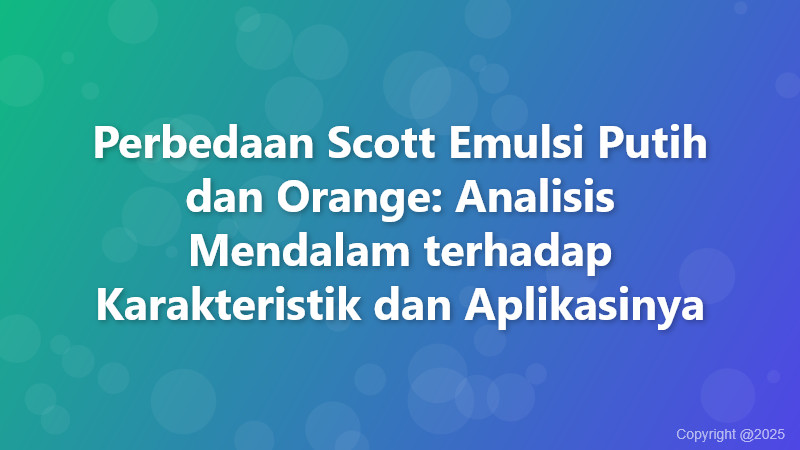 Perbedaan Scott Emulsi Putih
dan Orange: Analisis
Mendalam terhadap
Karakteristik dan Aplikasinya
Copyright @2025